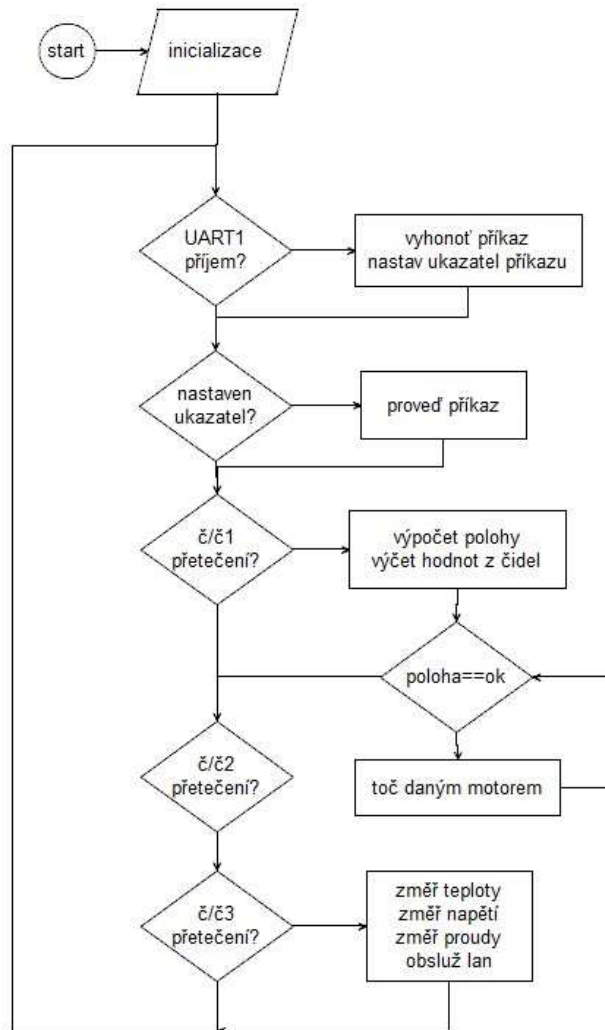 start
inicializace
UART1
příjem?
vyhonoť příkaz
nastav ukazatel příkazu
nastaven
ukazatel?
proveď příkaz
č/č1
přetečení?
výpočet polohy
výčet hodnot z čidel
poloha==ok
č/č2
přetečení?
toč daným motorem
č/č3
přetečení?
změř teploty
změř napětí
změř proudy
obsluž lan